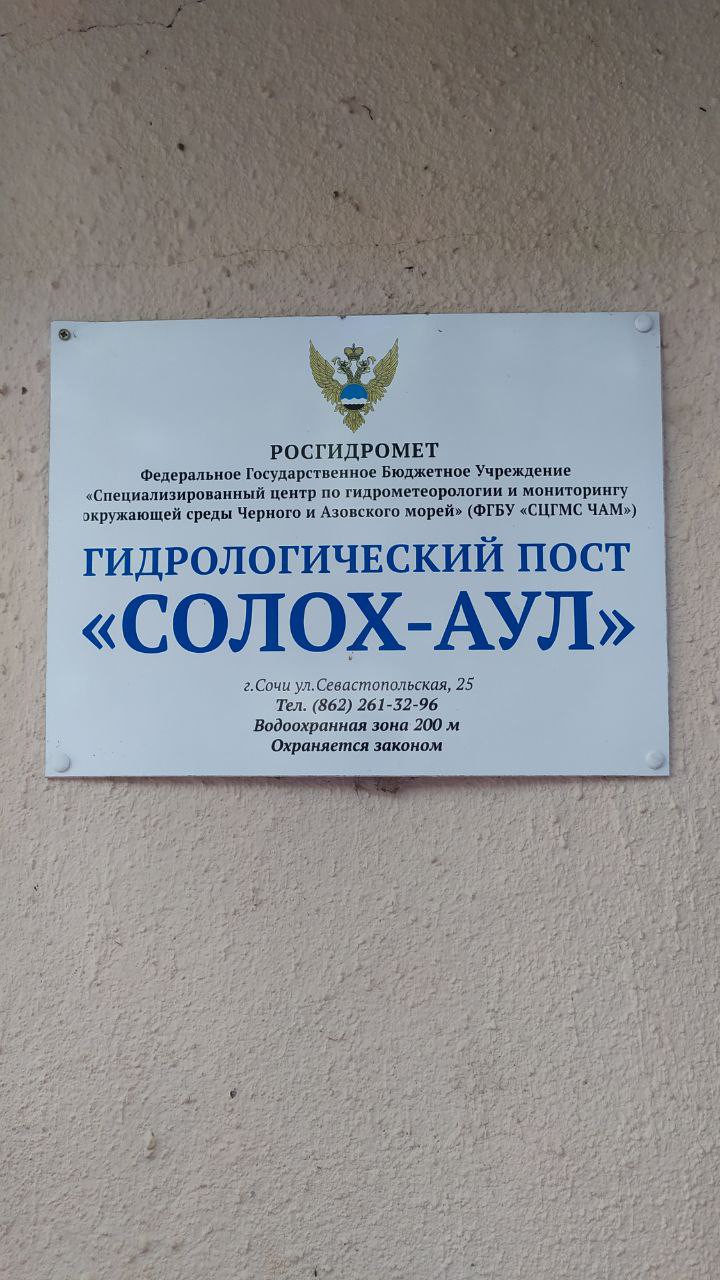 РОСГИДРОМЕТ
Федеральное Государственное Бюджетное Учреждение
«Специализированный центр по гидрометеорологии и мониторингу
окружающей среды Черного и Азовского морей» (ФГБУ «СЦГМС ЧАМ»)
ГИДРОЛОГИЧЕСКИЙ ПОСТ
«СОЛОХ-АУЛ»
г.Сочи ул.Севастопольская, 25
Тел. (862) 261-32-96
Водоохранная зона 200 м
Охраняется законом